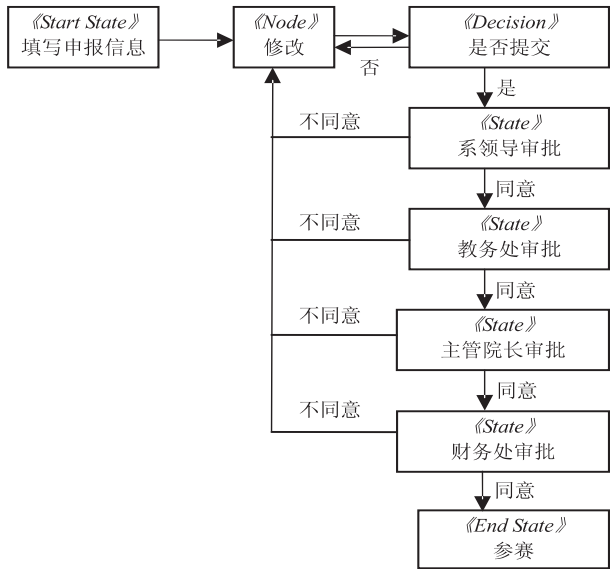 《Start State》
填写申报信息
《Node》
修改
《Decision》
是否提交
否
是
不同意
《State》
系领导审批
同意
不同意
《State》
教务处审批
同意
不同意
《State》
主管院长审批
同意
不同意
《State》
财务处审批
同意
《End State》
参赛